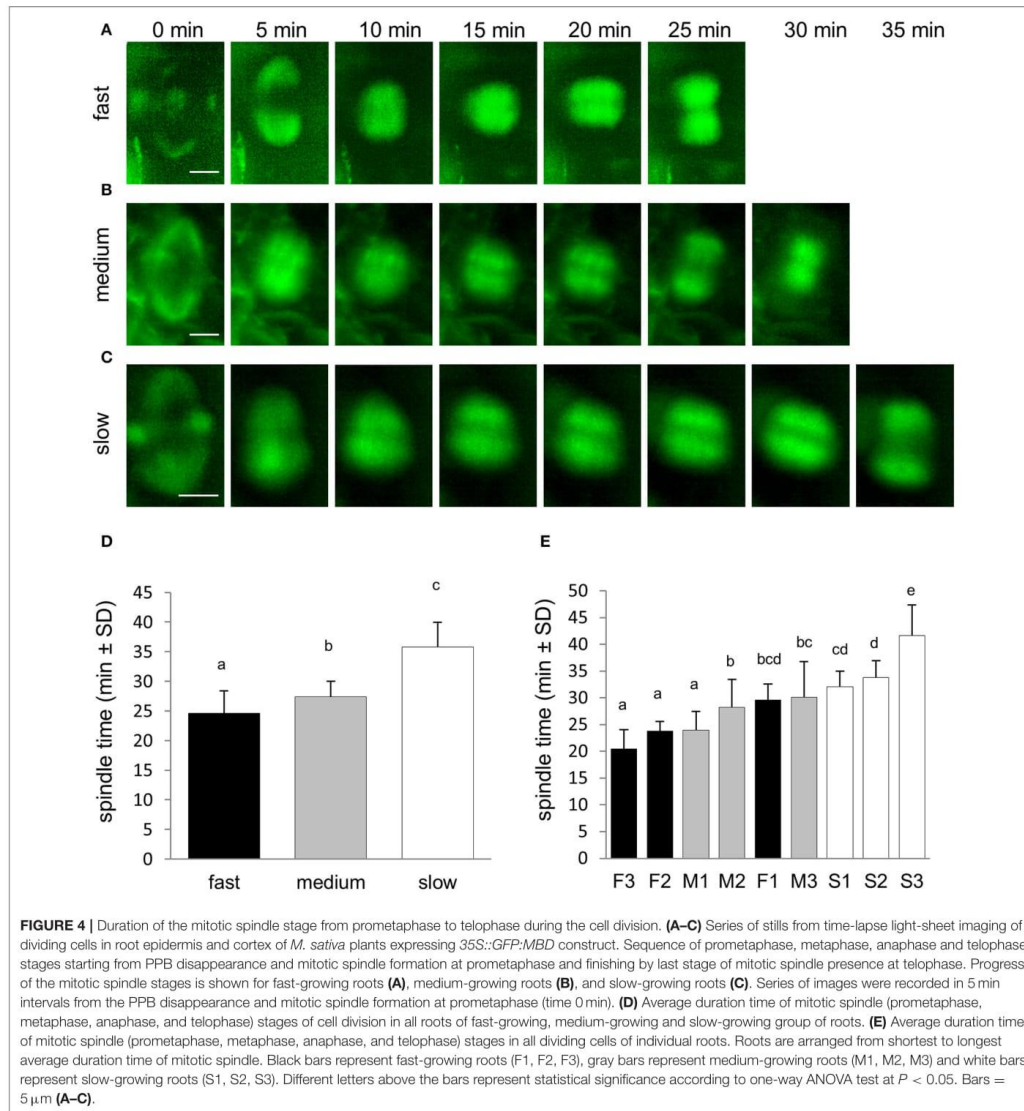 A 0 min 5 min 10 min 15 min 20 min 25 min 30 min 35 min
fast
B
medium
C
slow
D
45
40
35
30
25
20
15
10
5
0
spindle time (min ± SD)
a
b
c
fast medium slow
E
50
45
40
35
30
25
20
15
10
5
0
spindle time (min ± SD)
a
a
a
b
bcd
bc
cd
d
e
F3 F2 M1 M2 F1 M3 S1 S2 S3
FIGURE 4 | Duration of the mitotic spindle stage from prometaphase to telophase during the cell division. (A–C) Series of stills from time-lapse light-sheet imaging of
dividing cells in root epidermis and cortex of M. sativa plants expressing 35S::GFP:MBD construct. Sequence of prometaphase, metaphase, anaphase and telophase
stages starting from PPB disappearance and mitotic spindle formation at prometaphase and finishing by last stage of mitotic spindle presence at telophase. Progress
of the mitotic spindle stages is shown for fast-growing roots (A), medium-growing roots (B), and slow-growing roots (C). Series of images were recorded in 5 min
intervals from the PPB disappearance and mitotic spindle formation at prometaphase (time 0 min). (D) Average duration time of mitotic spindle (prometaphase,
metaphase, anaphase, and telophase) stages of cell division in all roots of fast-growing, medium-growing and slow-growing group of roots. (E) Average duration time
of mitotic spindle (prometaphase, metaphase, anaphase, and telophase) stages in all dividing cells of individual roots. Roots are arranged from shortest to longest
average duration time of mitotic spindle. Black bars represent fast-growing roots (F1, F2, F3), gray bars represent medium-growing roots (M1, M2, M3) and white bars
represent slow-growing roots (S1, S2, S3). Different letters above the bars represent statistical significance according to one-way ANOVA test at P < 0.05. Bars =
5 μm (A–C).